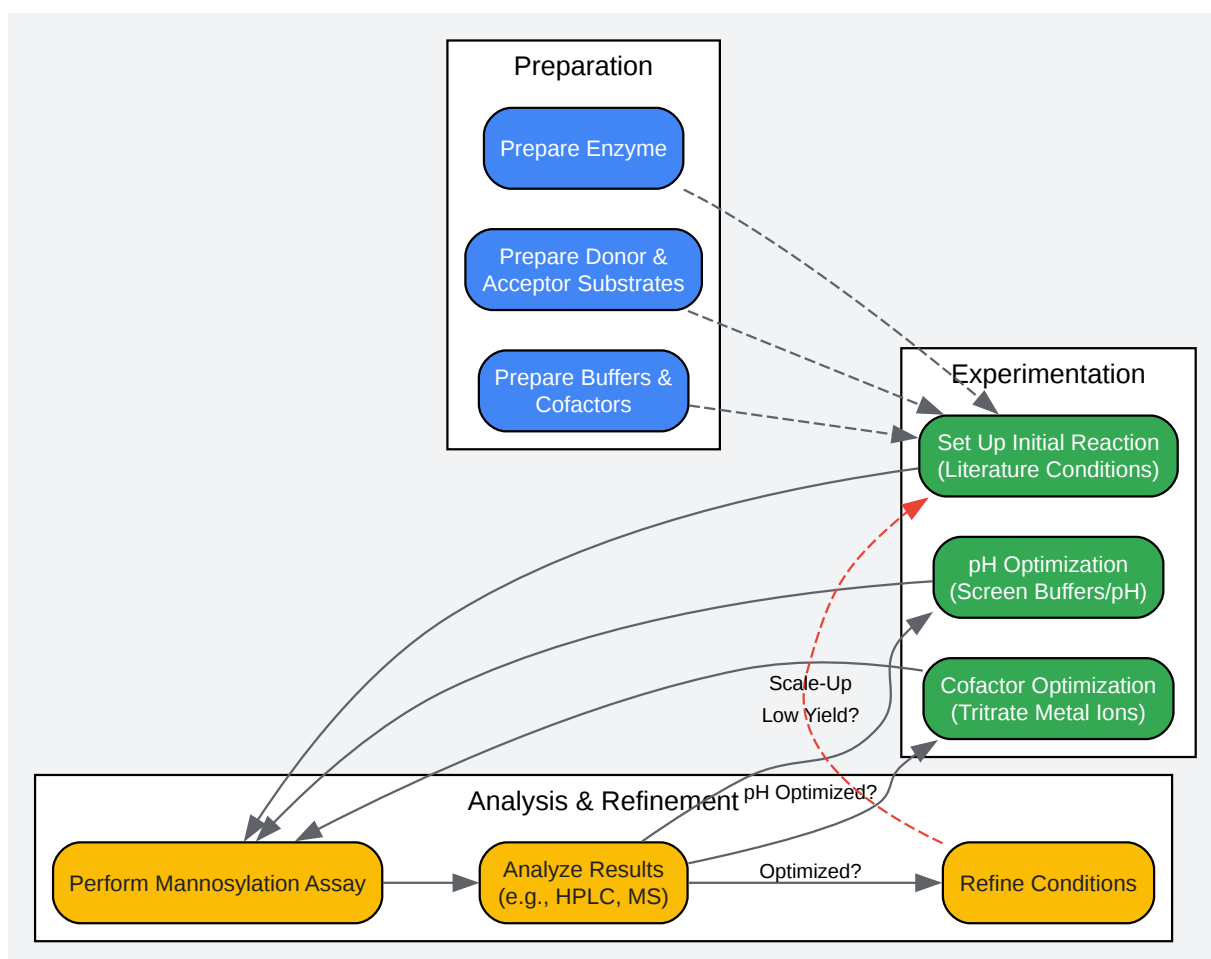 Preparation
Prepare Enzyme
Prepare Donor &
Acceptor Substrates
Prepare Buffers &
Cofactors
Experimentation
Set Up Initial Reaction
(Literature Conditions)
pH Optimization
(Screen Buffers/pH)
Cofactor Optimization
(Tritrate Metal Ions)
Scale-Up
Low Yield?
pH Optimized?
Analysis & Refinement
Perform Mannosylation Assay
Analyze Results
(e.g., HPLC, MS)
Optimized?
Refine Conditions